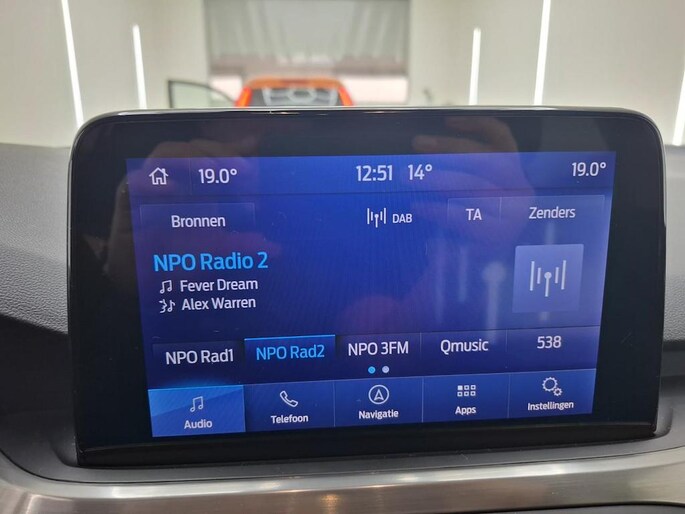 19.0° 12:51 14° 19.0°
Bronnen DAB TA Zenders
NPO Radio 2
Fever Dream
Alex Warren
NPO Rad1 NPO Rad2 NPO 3FM Qmusic 538
Audio Telefoon Navigatie Apps Instellingen